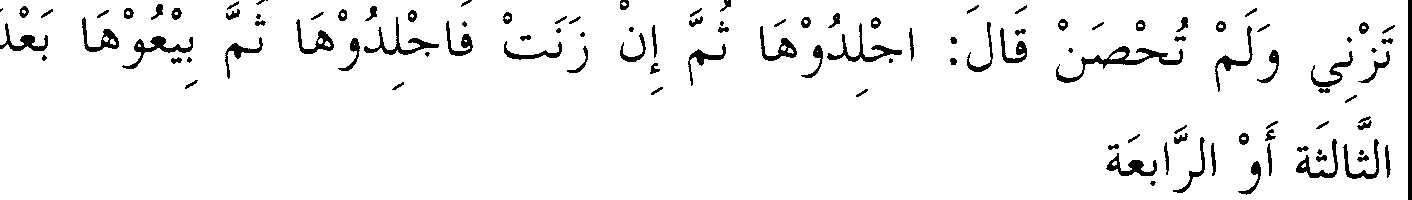 تَزْنِي وَلَمْ تُحْصَنْ قَالَ: اجْلِدُوْهَا ثُمَّ إِنْ زَنَتْ فَاجْلِدُوْهَا ثُمَّ بِيْعُوْهَا بَعْدَ
الثَّالثَة أَوْ الرَّابعَة